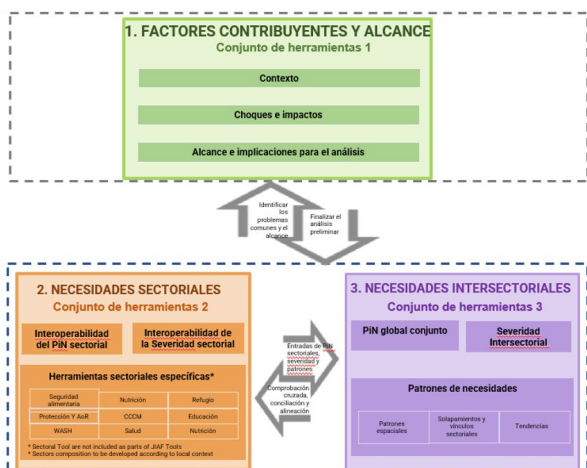 1. FACTORES CONTRIBUYENTES Y ALCANCE
Conjunto de herramientas 1
Contexto
Choques e impactos
Alcance e implicaciones para el análisis
Identificar
los
problemas
comunes y el
alcance
Finalizar el
análisis
preliminar
2. NECESIDADES SECTORIALES
Conjunto de herramientas 2
Interoperabilidad
del PiN sectorial
Interoperabilidad de
la Severidad sectorial
Herramientas sectoriales específicas*
Seguridad
alimentaria
Nutrición
Refugio
Protección Y AoR
CCCM
Educación
WASH
Salud
Nutrición
* Sectoral Tool are not included as parts of JIAF Tools
* Sectors composition to be developed according to local context
Entradas de PiN
sectoriales,
severidad y
patrones
Comprobación
cruzada,
conciliación y
alineación
3. NECESIDADES INTERSECTORIALES
Conjunto de herramientas 3
PiN global conjunto
Severidad
Intersectorial
Patrones de necesidades
Patrones
espaciales
Solapamientos y
vínculos
sectoriales
Tendencias